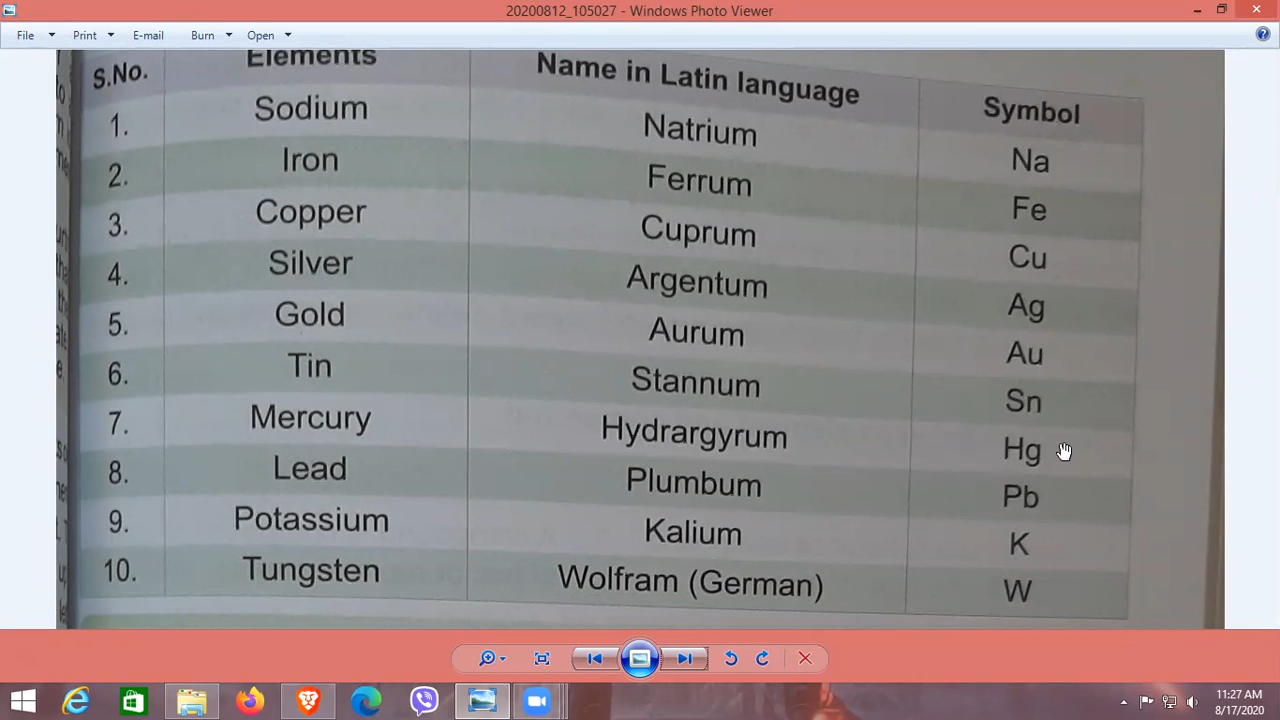 20200812_105027 - Windows Photo Viewer
File Print E-mail Burn Open
S.No. Elements Name in Latin language Symbol
1. Sodium Natrium Na
2. Iron Ferrum Fe
3. Copper Cuprum Cu
4. Silver Argentum Ag
5. Gold Aurum Au
6. Tin Stannum Sn
7. Mercury Hydrargyrum Hg
8. Lead Plumbum Pb
9. Potassium Kalium K
10. Tungsten Wolfram (German) W
11:27 AM
8/17/2020